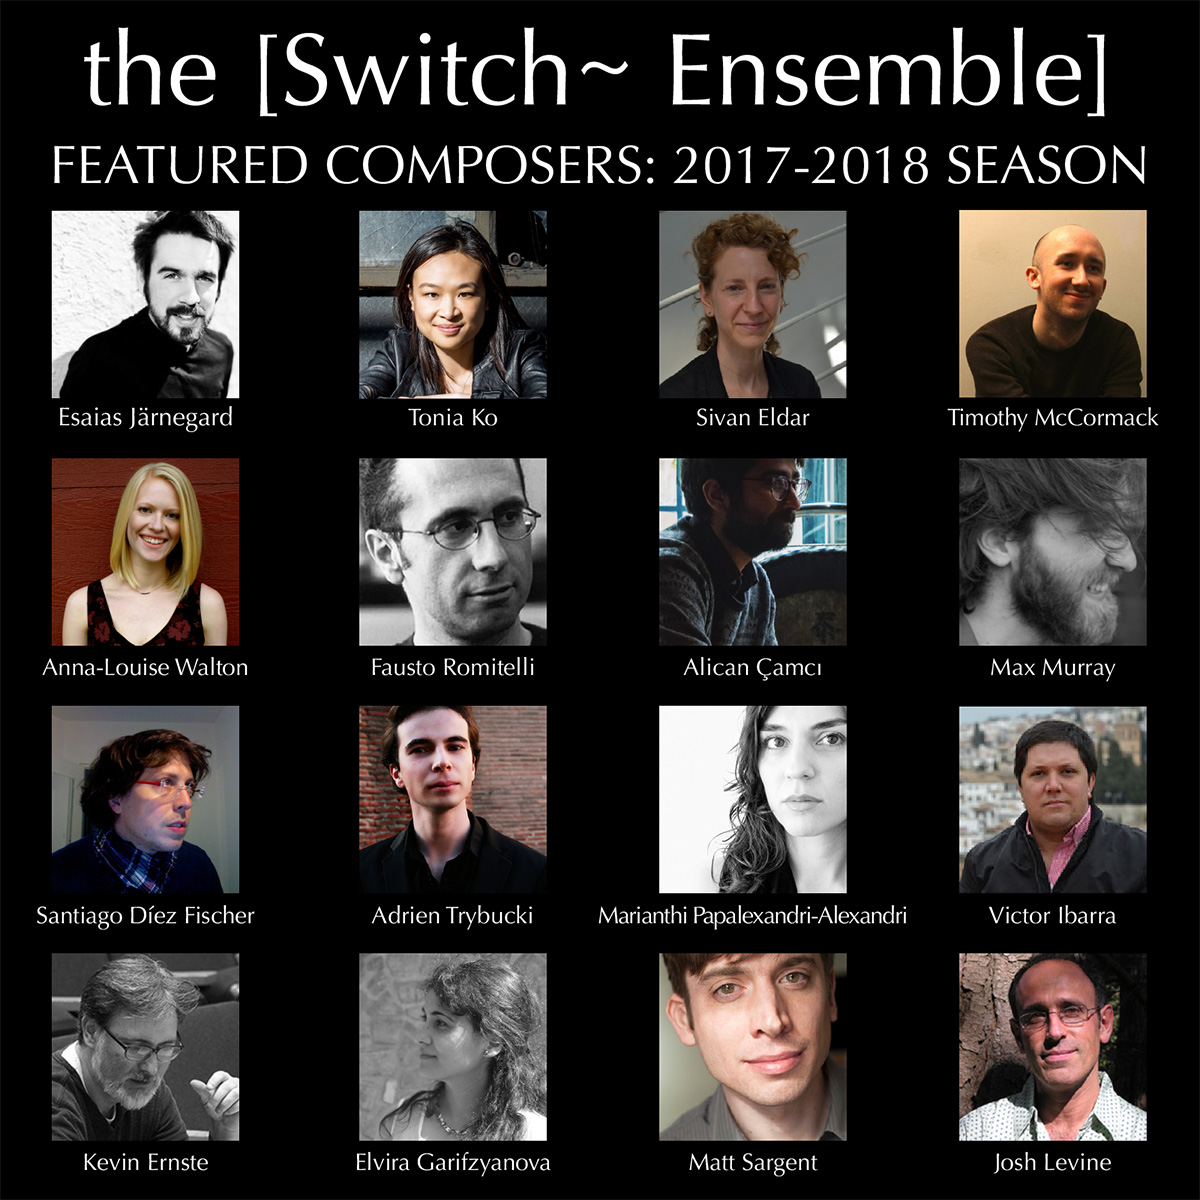 the [Switch~ Ensemble]
FEATURED COMPOSERS: 2017-2018 SEASON
Esaias Järnegard
Tonia Ko
Sivan Eldar
Timothy McCormack
Anna-Louise Walton
Fausto Romitelli
Alican Çamcı
Max Murray
Santiago Díez Fischer
Adrien Trybucki
Marianthi Papalexandri-Alexandri
Victor Ibarra
Kevin Ernste
Elvira Garifzyanova
Matt Sargent
Josh Levine